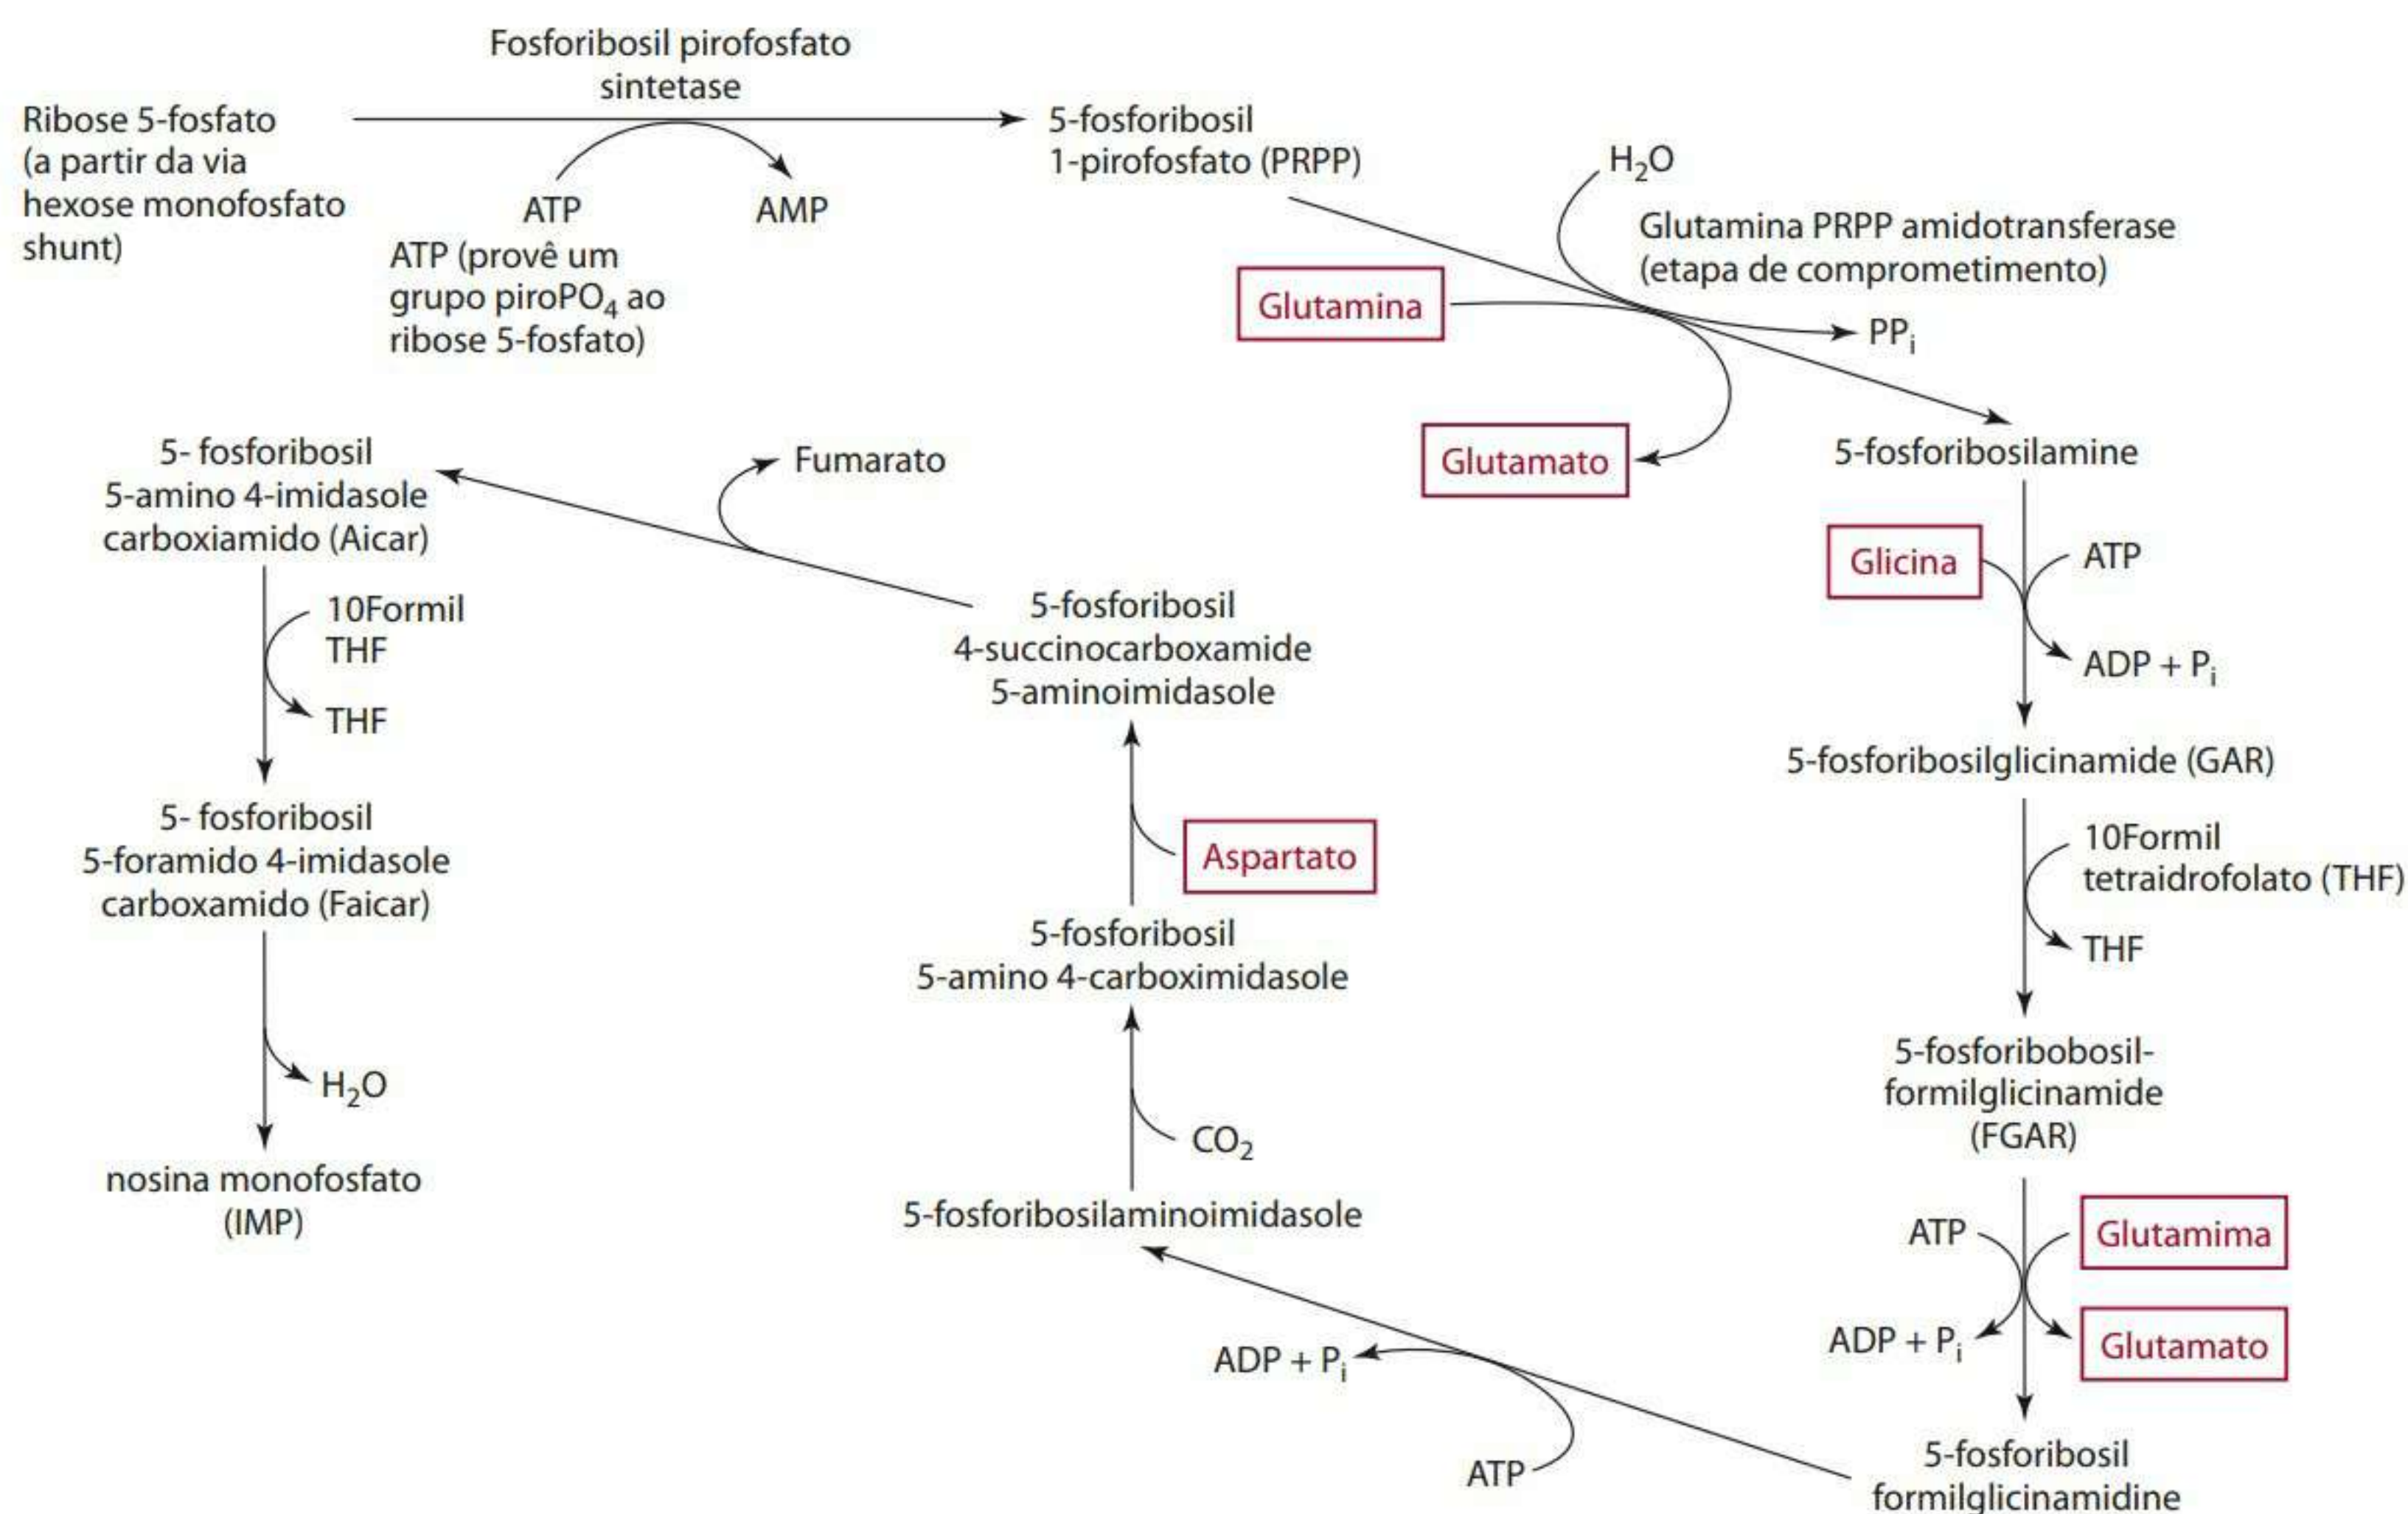 Fosforibosil pirofosfato
sintetase
Ribose 5-fosfato
(a partir da via
hexose monofosfato
shunt)
ATP
AMP
ATP (provê um
grupo piroPO₄ ao
ribose 5-fosfato)
5-fosforibosil
1-pirofosfato (PRPP)
H₂O
Glutamina PRPP amidotransferase
(etapa de comprometimento)
Glutamina
PPᵢ
Glutamato
5-fosforibosilamine
Glicina
ATP
ADP + Pᵢ
5-fosforibosilglicinamide (GAR)
10Formil
tetraidrofolato (THF)
THF
5-fosforibobosil-
formilglicinamide
(FGAR)
ATP
Glutamima
ADP + Pᵢ
Glutamato
5-fosforibosil
formilglicinamidine
ATP
ADP + Pᵢ
5-fosforibosilaminoimidasole
CO₂
5-fosforibosil
5-amino 4-carboximidasole
Aspartato
5-fosforibosil
4-succinocarboxamide
5-aminoimidasole
Fumarato
5- fosforibosil
5-amino 4-imidasole
carboxiamido (Aicar)
10Formil
THF
THF
5- fosforibosil
5-foramido 4-imidasole
carboxamido (Faicar)
H₂O
nosina monofosfato
(IMP)